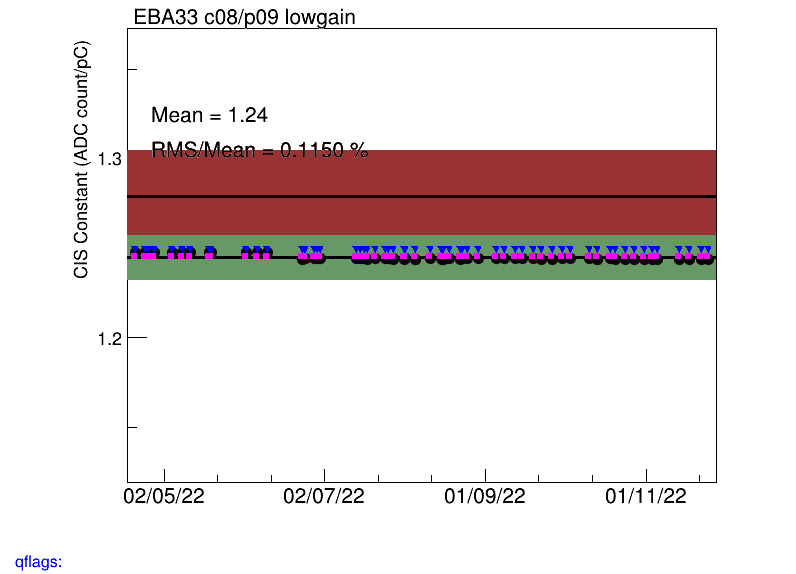 EBA33 c08/p09 lowgain
CIS Constant (ADC count/pC)
Mean = 1.24
RMS/Mean = 0.1150 %
1.3
1.2
02/05/22 02/07/22 01/09/22 01/11/22
qflags: